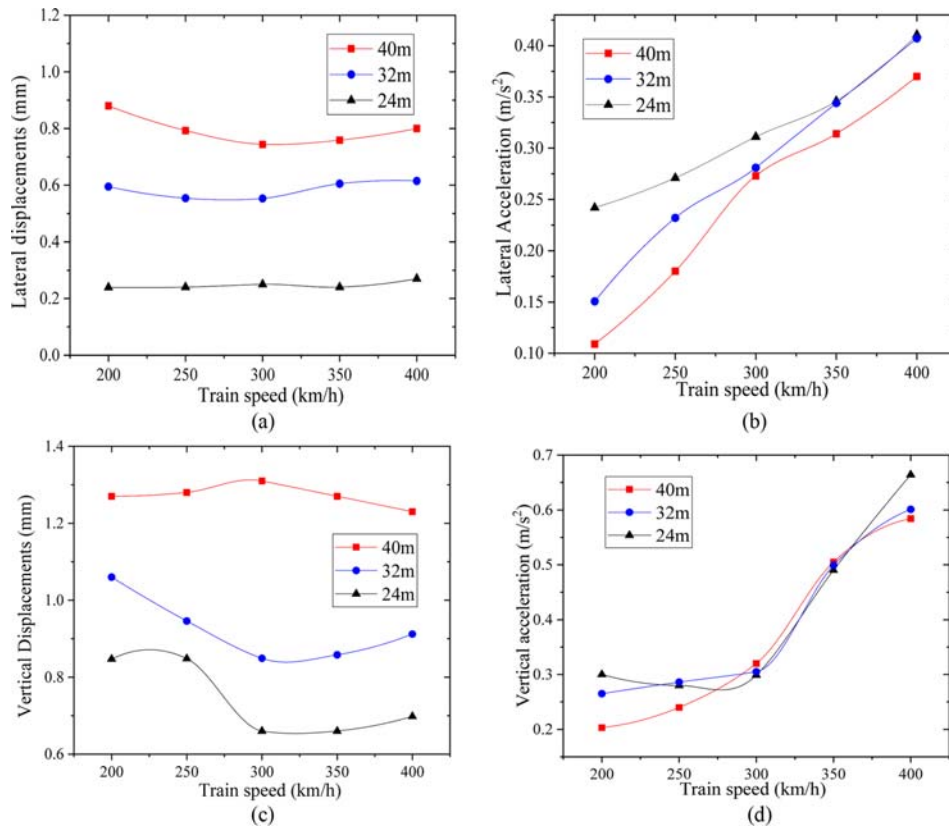 1.2
1.0
0.8
0.6
0.4
0.2
0.0
Lateral displacements (mm)
40m
32m
24m
200 250 300 350 400
Train speed (km/h)
(a)
0.40
0.35
0.30
0.25
0.20
0.15
0.10
Lateral Acceleration (m/s²)
40m
32m
24m
200 250 300 350 400
Train speed (km/h)
(b)
1.4
1.2
1.0
0.8
0.6
Vertical Displacements (mm)
40m
32m
24m
200 250 300 350 400
Train speed (km/h)
(c)
0.7
0.6
0.5
0.4
0.3
0.2
Vertical acceleration (m/s²)
40m
32m
24m
200 250 300 350 400
Train speed (km/h)
(d)